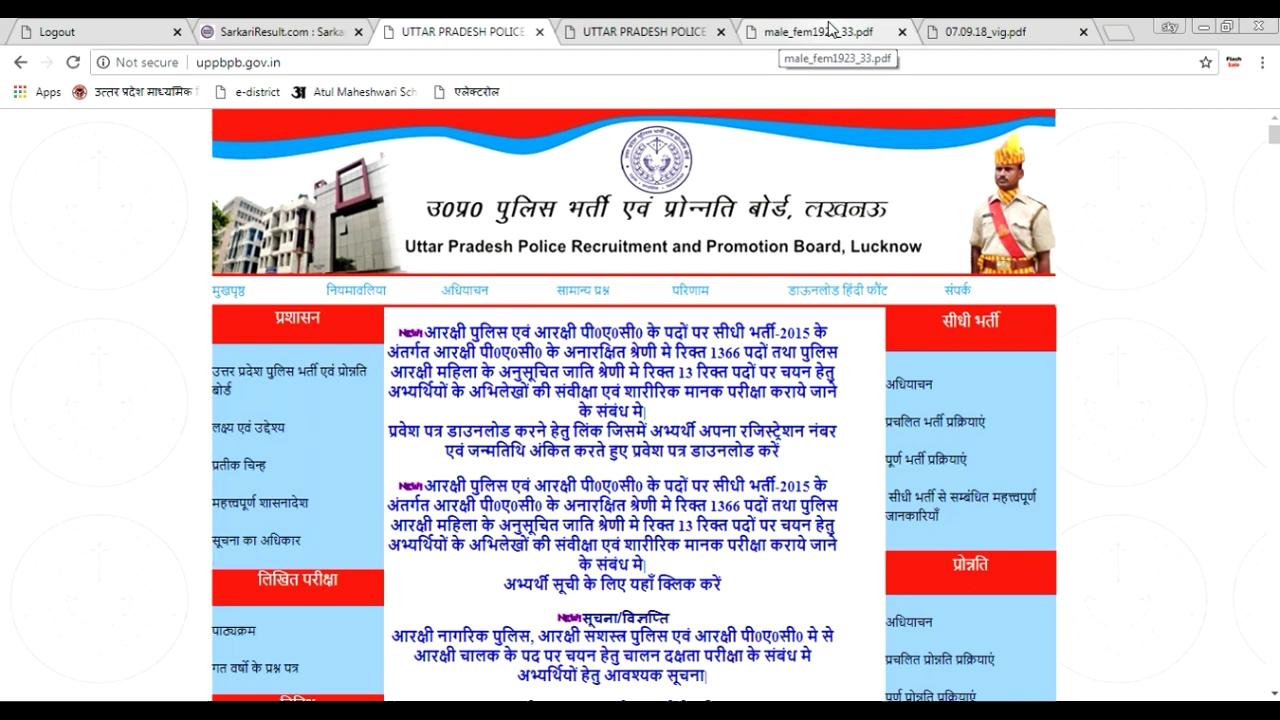 Logout
SarkariResult.com : Sarka
UTTAR PRADESH POLICE
UTTAR PRADESH POLICE
male_fem1923_33.pdf
07.09.18_vig.pdf
sky
Not secure
uppbpb.gov.in
male_fem1923_33.pdf
Flash Sale
Apps
उत्तर प्रदेश माध्यमिक
e-district
Atul Maheshwari Sch
एलेक्टरोल
उ0प्र0 पुलिस भर्ती एवं प्रोन्नति बोर्ड, लखनऊ
Uttar Pradesh Police Recruitment and Promotion Board, Lucknow
मुखपृष्ठ
नियमावलिया
अधियाचन
सामान्य प्रश्न
परिणाम
डाऊनलोड हिंदी फौंट
संपर्क
प्रशासन
उत्तर प्रदेश पुलिस भर्ती एवं प्रोन्नति
बोर्ड
लक्ष्य एवं उद्देश्य
प्रतीक चिन्ह
महत्त्वपूर्ण शासनादेश
सूचना का अधिकार
लिखित परीक्षा
पाठ्यक्रम
गत वर्षो के प्रश्न पत्र
New! आरक्षी पुलिस एवं आरक्षी पी0ए0सी0 के पदों पर सीधी भर्ती-2015 के
अंतर्गत आरक्षी पी0ए0सी0 के अनारक्षित श्रेणी मे रिक्त 1366 पदों तथा पुलिस
आरक्षी महिला के अनुसूचित जाति श्रेणी मे रिक्त 13 रिक्त पदों पर चयन हेतु
अभ्यर्थियों के अभिलेखों की संवीक्षा एवं शारीरिक मानक परीक्षा कराये जाने
के संबंध मे|
प्रवेश पत्र डाउनलोड करने हेतु लिंक जिसमें अभ्यर्थी अपना रजिस्ट्रेशन नंबर
एवं जन्मतिथि अंकित करते हुए प्रवेश पत्र डाउनलोड करें
New! आरक्षी पुलिस एवं आरक्षी पी0ए0सी0 के पदों पर सीधी भर्ती-2015 के
अंतर्गत आरक्षी पी0ए0सी0 के अनारक्षित श्रेणी मे रिक्त 1366 पदों तथा पुलिस
आरक्षी महिला के अनुसूचित जाति श्रेणी मे रिक्त 13 रिक्त पदों पर चयन हेतु
अभ्यर्थियों के अभिलेखों की संवीक्षा एवं शारीरिक मानक परीक्षा कराये जाने
के संबंध मे|
अभ्यर्थी सूची के लिए यहाँ क्लिक करें
New! सूचना/विज्ञप्ति
आरक्षी नागरिक पुलिस, आरक्षी सशस्त्र पुलिस एवं आरक्षी पी0ए0सी0 मे से
आरक्षी चालक के पद पर चयन हेतु चालन दक्षता परीक्षा के संबंध मे
अभ्यर्थियों हेतु आवश्यक सूचना|
सीधी भर्ती
अधियाचन
प्रचलित भर्ती प्रक्रियाएं
पूर्ण भर्ती प्रक्रियाएं
सीधी भर्ती से सम्बंधित महत्त्वपूर्ण
जानकारियाँ
प्रोन्नति
अधियाचन
प्रचलित प्रोन्नति प्रक्रियाएं
पूर्ण प्रोन्नति प्रक्रियाएं